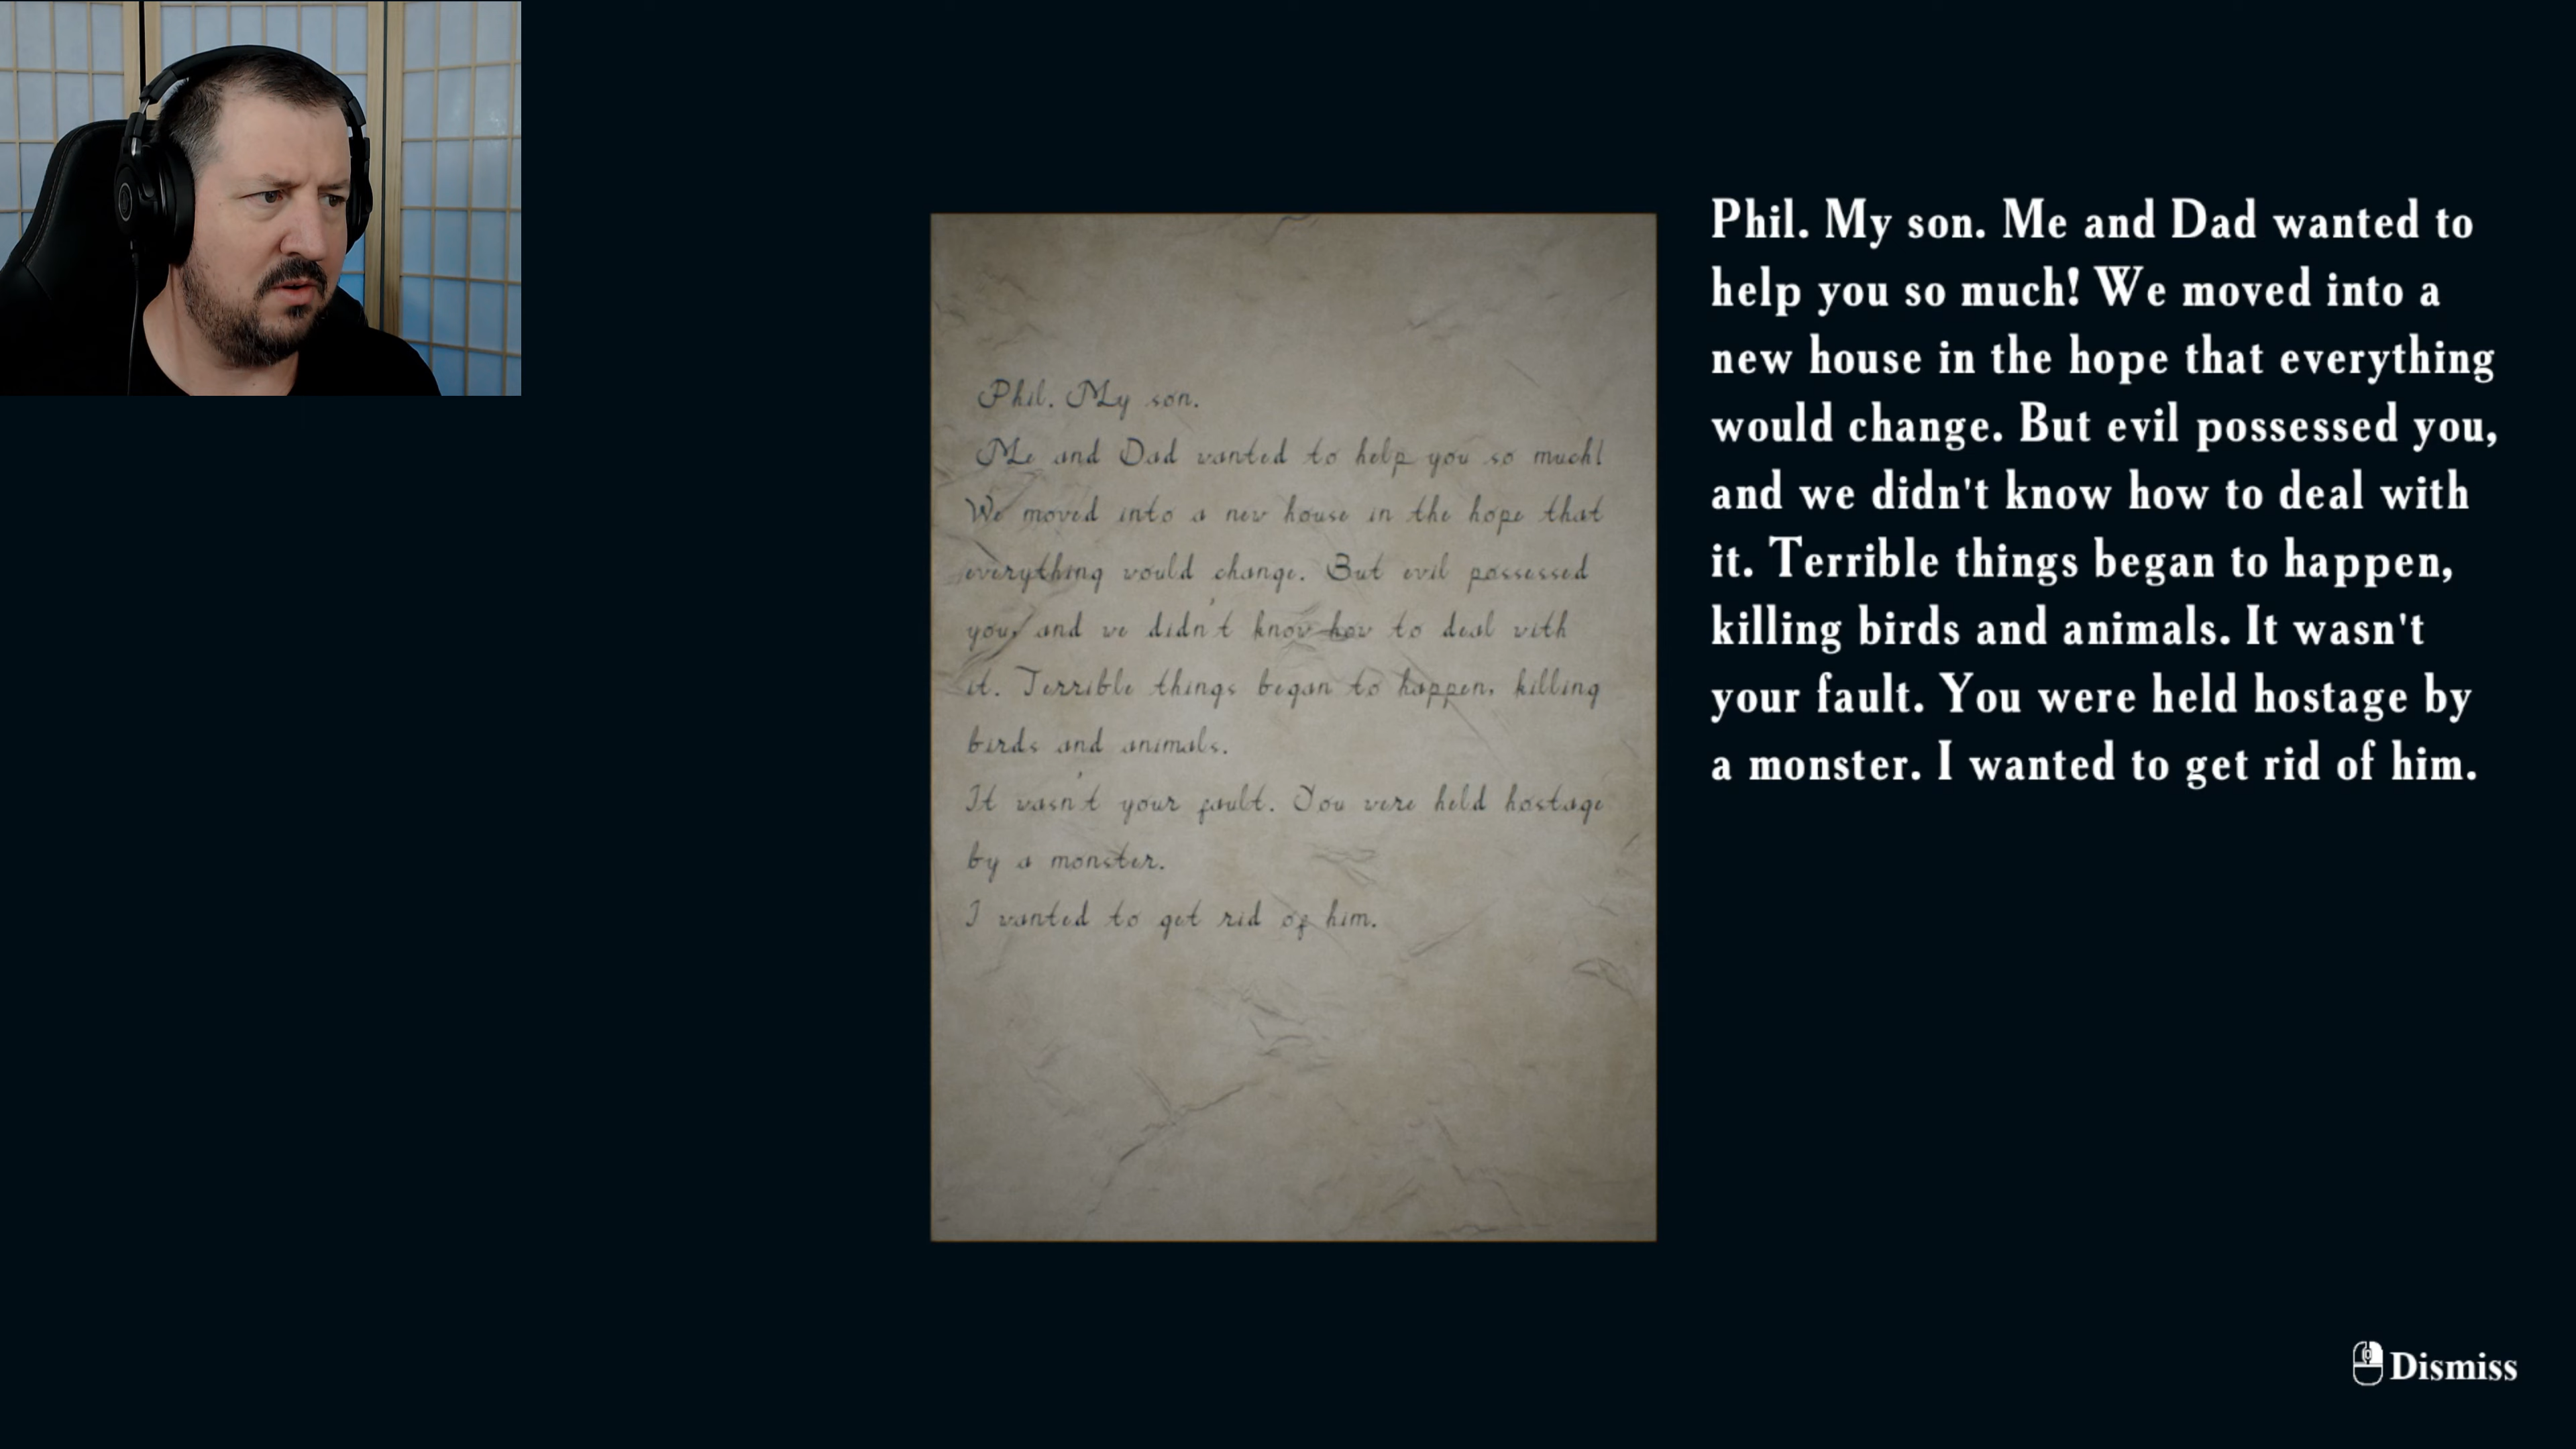 Phil. My son.
Me and Dad wanted to help you so much!
We moved into a new house in the hope that
everything would change. But evil possessed
you, and we didn't know how to deal with
it. Terrible things began to happen, killing
birds and animals.
It wasn't your fault. You were held hostage
by a monster.
I wanted to get rid of him.
Phil. My son. Me and Dad wanted to
help you so much! We moved into a
new house in the hope that everything
would change. But evil possessed you,
and we didn't know how to deal with
it. Terrible things began to happen,
killing birds and animals. It wasn't
your fault. You were held hostage by
a monster. I wanted to get rid of him.
Dismiss